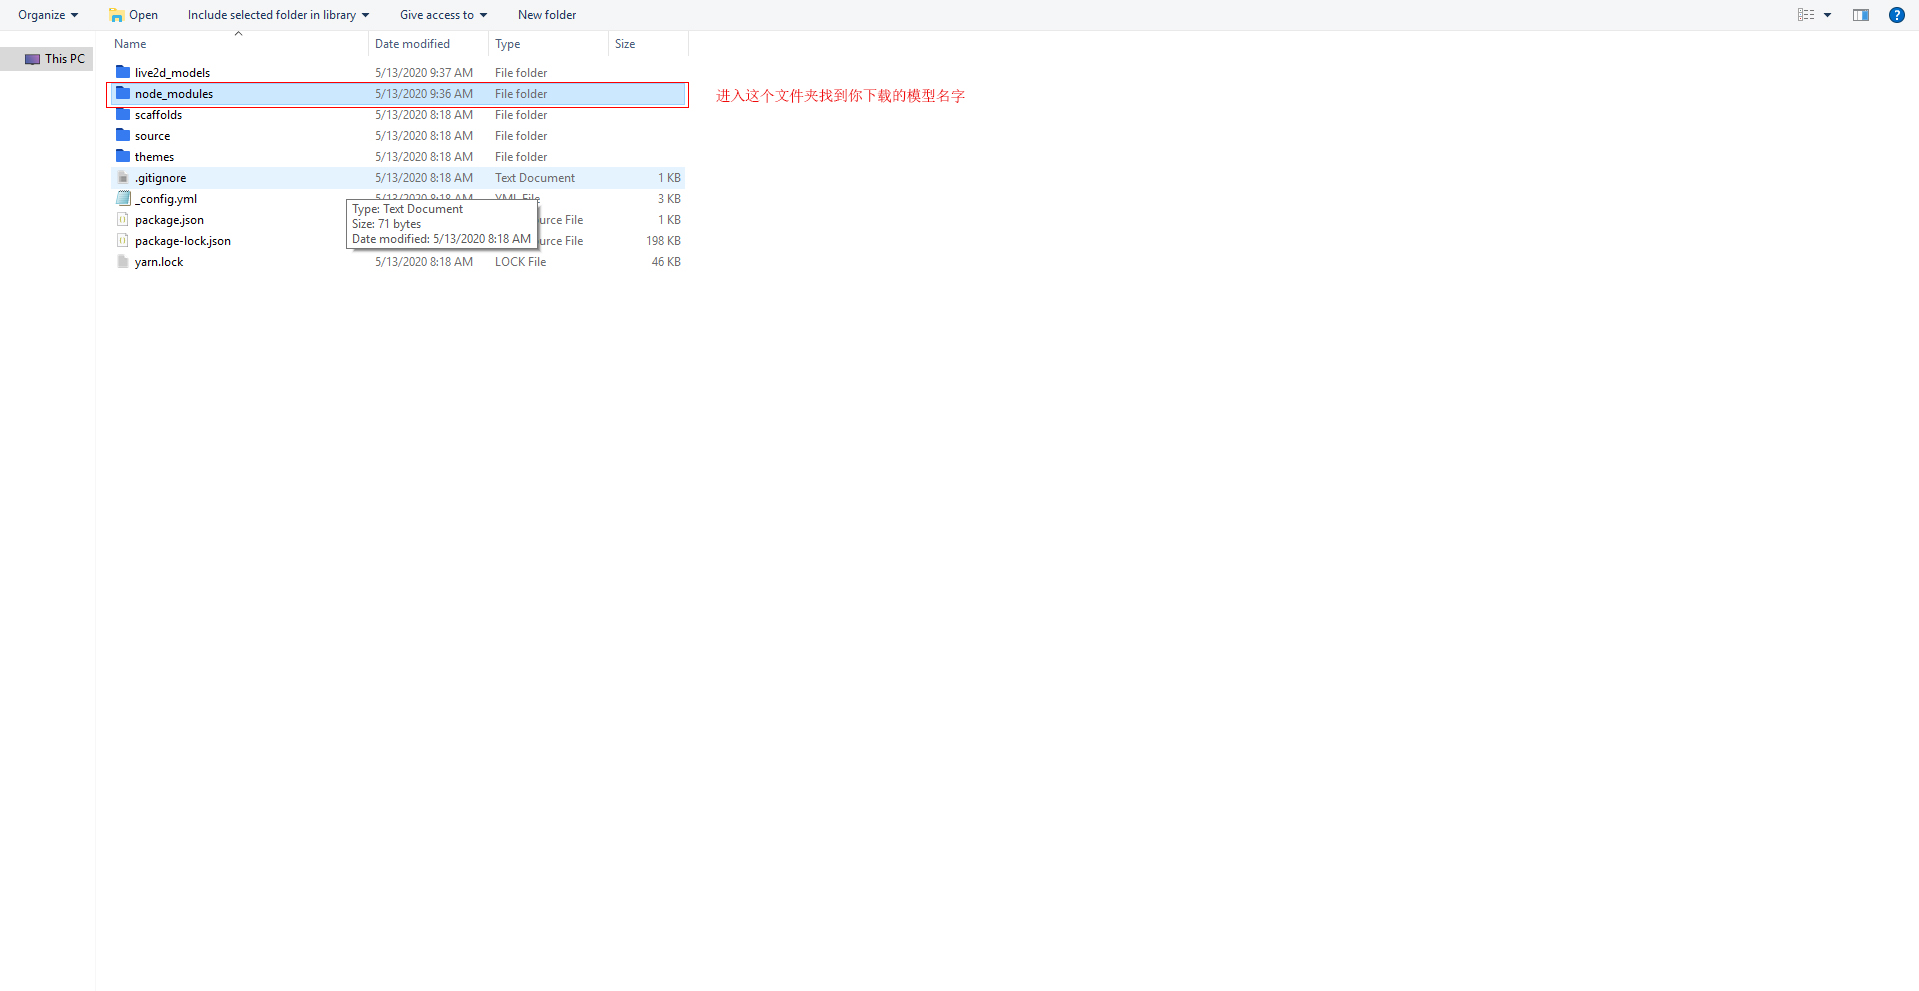 Organize Open Include selected folder in library Give access to New folder
Name Date modified Type Size
This PC
live2d_models 5/13/2020 9:37 AM File folder
node_modules 5/13/2020 9:36 AM File folder 进入这个文件夹找到你下载的模型名字
scaffolds 5/13/2020 8:18 AM File folder
source 5/13/2020 8:18 AM File folder
themes 5/13/2020 8:18 AM File folder
.gitignore 5/13/2020 8:18 AM Text Document 1 KB
_config.yml 5/13/2020 8:18 AM YML File 3 KB
Type: Text Document
package.json urce File 1 KB
Size: 71 bytes
Date modified: 5/13/2020 8:18 AM
package-lock.json urce File 198 KB
yarn.lock 5/13/2020 8:18 AM LOCK File 46 KB